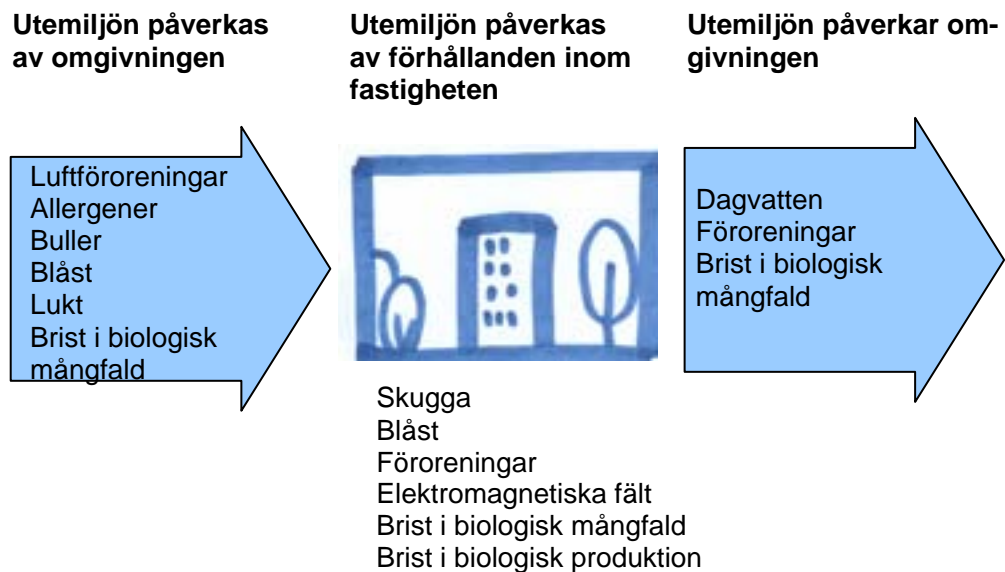 Utemiljön påverkas
av omgivningen
Luftföroreningar
Allergener
Buller
Blåst
Lukt
Brist i biologisk
mångfald
Utemiljön påverkas
av förhållanden inom
fastigheten
Skugga
Blåst
Föroreningar
Elektromagnetiska fält
Brist i biologisk mångfald
Brist i biologisk produktion
Utemiljön påverkar om-
givningen
Dagvatten
Föroreningar
Brist i biologisk
mångfald